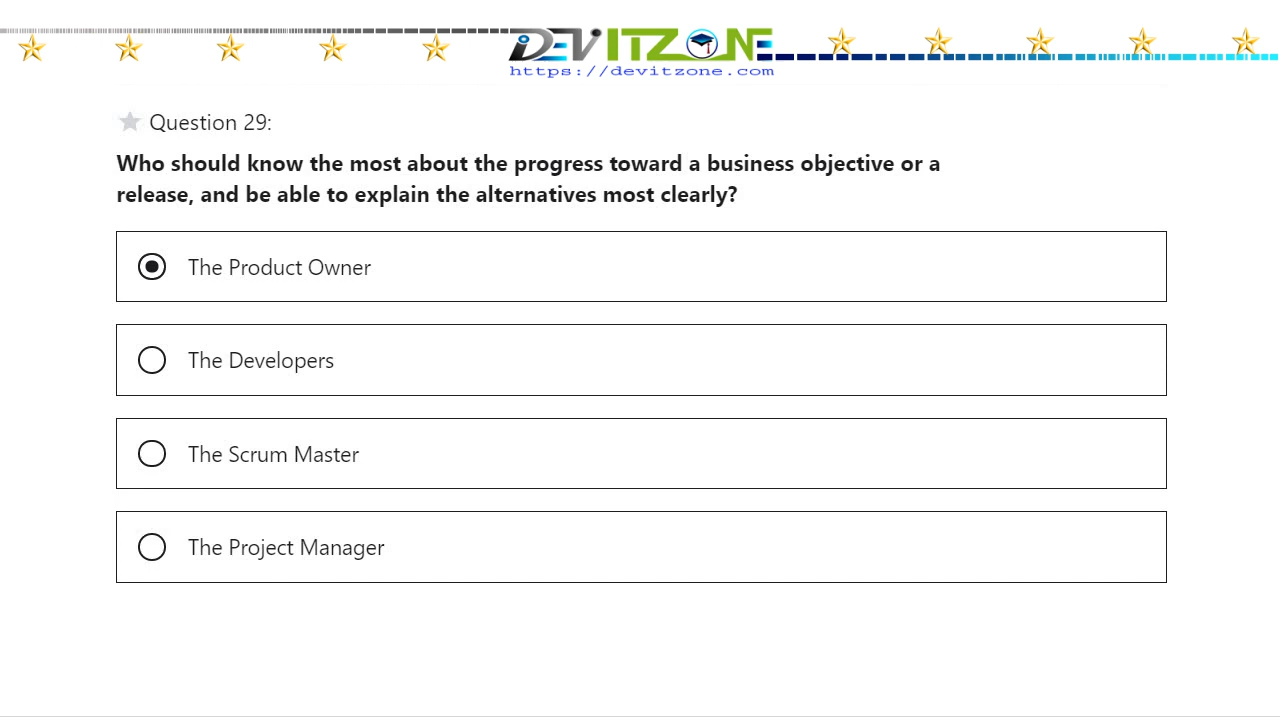 DEV ITZONE
https://devitzone.com
Question 29:
Who should know the most about the progress toward a business objective or a
release, and be able to explain the alternatives most clearly?
The Product Owner
The Developers
The Scrum Master
The Project Manager